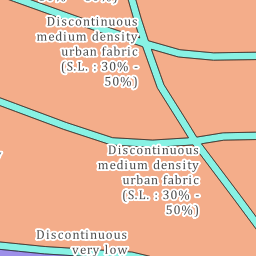 Discontinuous
medium density
urban fabric
(S.L. : 30% -
50%)
Discontinuous
medium density
urban fabric
(S.L. : 30% -
50%)
Discontinuous
very low